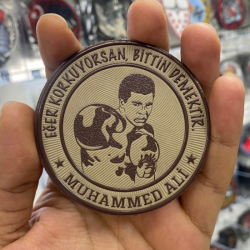 EĞER KORKUYORSAN, BİTTİN DEMEKTİR.
MUHAMMED ALİ